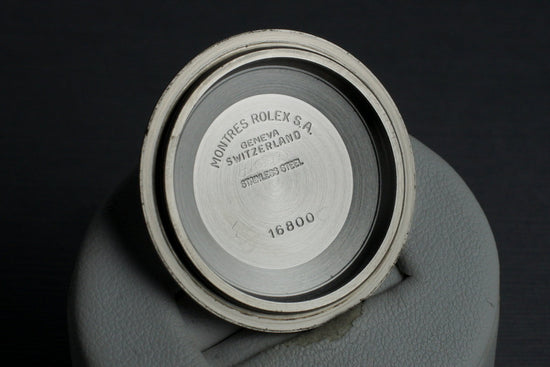 MONTRES ROLEX S.A.
GENEVA
SWITZERLAND
STAINLESS STEEL
16800